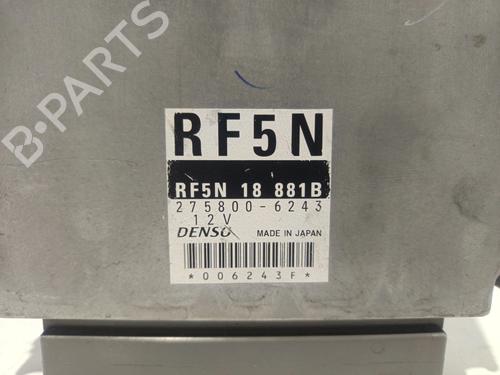 B-PARTS
RF5N
RF5N 18 881B
275800-6243
12V
DENSO MADE IN JAPAN
*006243F*